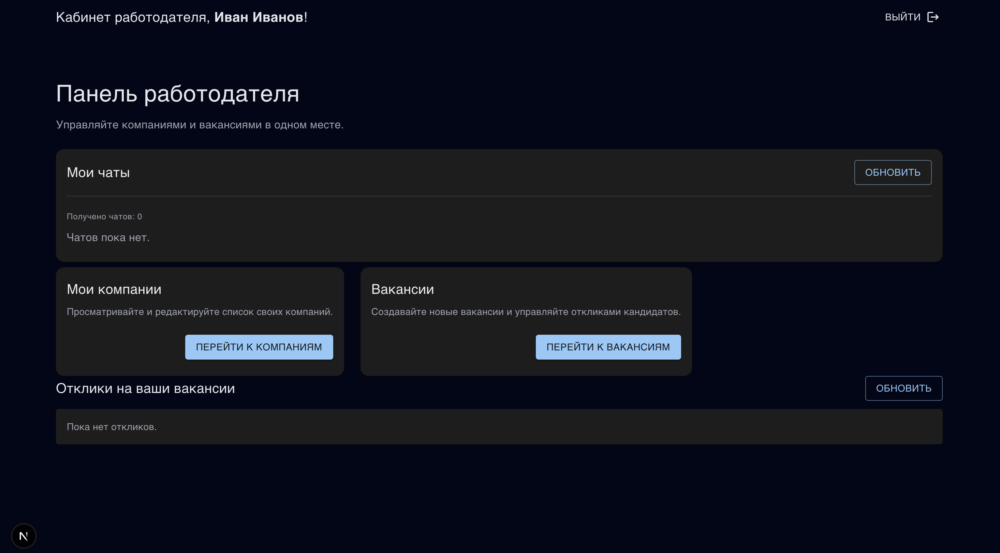 Кабинет работодателя, Иван Иванов!
ВЫЙТИ
Панель работодателя
Управляйте компаниями и вакансиями в одном месте.
Мои чаты
ОБНОВИТЬ
Получено чатов: 0
Чатов пока нет.
Мои компании
Просматривайте и редактируйте список своих компаний.
ПЕРЕЙТИ К КОМПАНИЯМ
Вакансии
Создавайте новые вакансии и управляйте откликами кандидатов.
ПЕРЕЙТИ К ВАКАНСИЯМ
Отклики на ваши вакансии
ОБНОВИТЬ
Пока нет откликов.
N